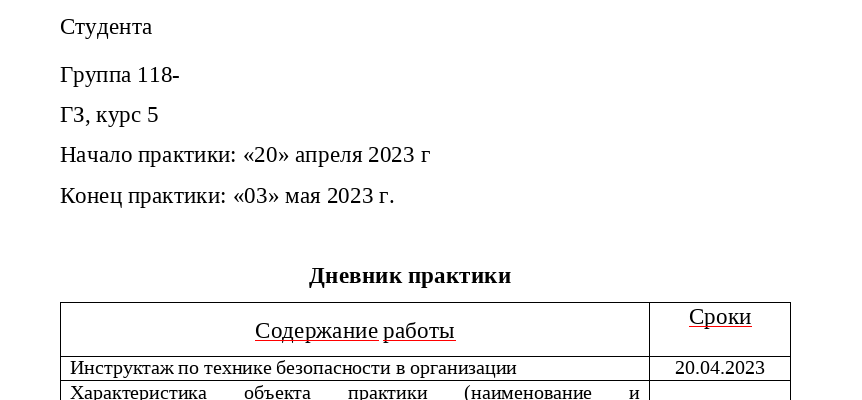 Студента
Группа 118-
ГЗ, курс 5
Начало практики: «20» апреля 2023 г
Конец практики: «03» мая 2023 г.
Дневник практики
Содержание работы
Сроки
Инструктаж по технике безопасности в организации
20.04.2023
Характеристика объекта практики (наименование и